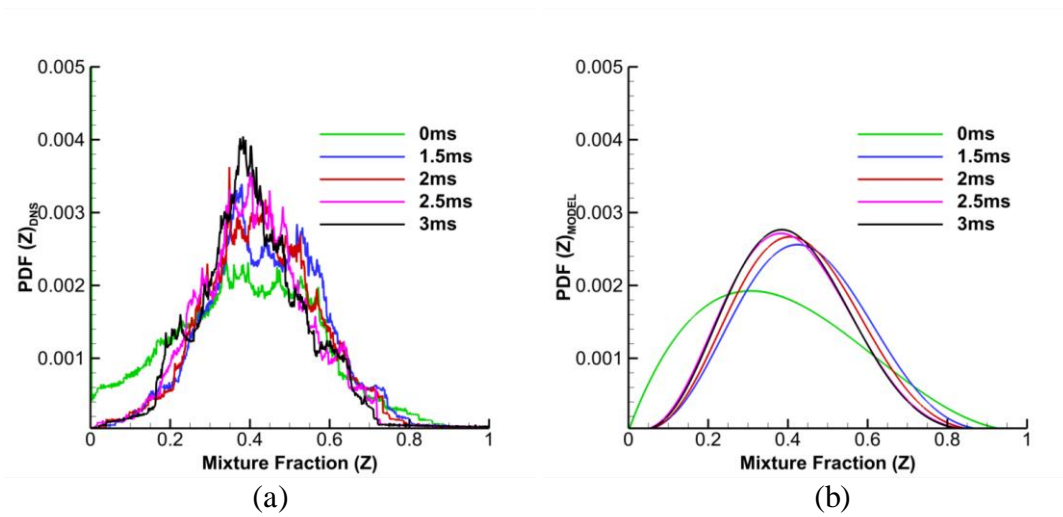 0.005
0.004
0.003
0.002
0.001
PDF (Z)DNS
0ms
1.5ms
2ms
2.5ms
3ms
0 0.2 0.4 0.6 0.8 1
Mixture Fraction (Z)
(a)
0.005
0.004
0.003
0.002
0.001
PDF (Z)MODEL
0ms
1.5ms
2ms
2.5ms
3ms
0 0.2 0.4 0.6 0.8 1
Mixture Fraction (Z)
(b)